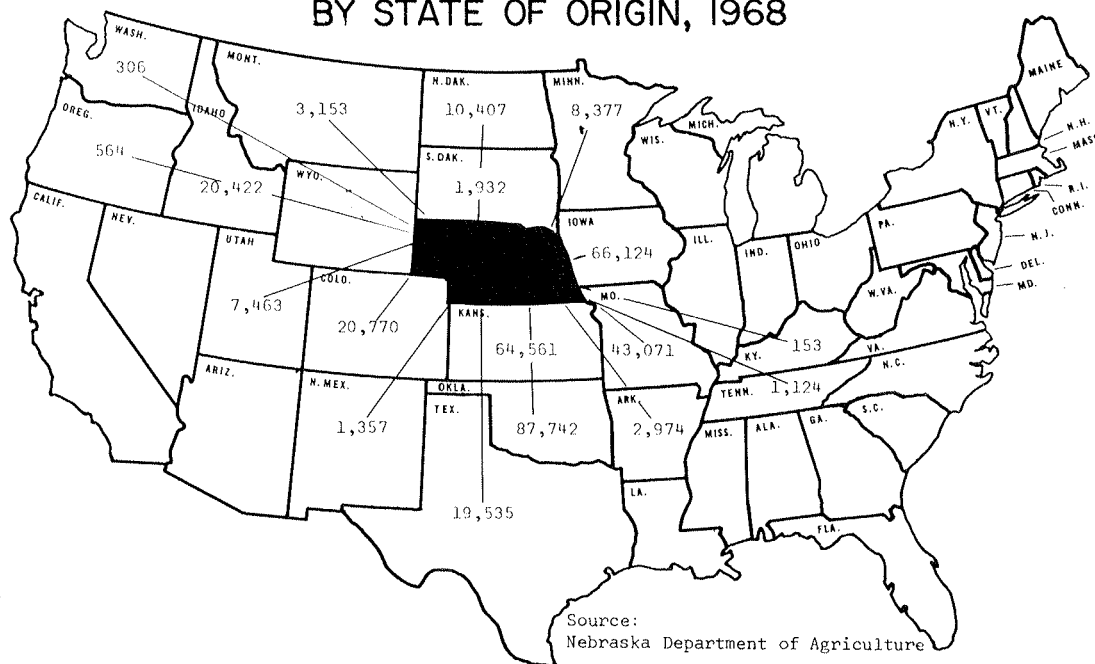 BY STATE OF ORIGIN, 1968
WASH.
306
MONT.
3,153
N.DAK.
10,407
MINN.
8,377
OREG.
564
IDAHO
20,422
WYO.
S.DAK.
1,932
WIS.
MICH.
N.Y.
VT.
MAINE
N.H.
MASS
R.I.
CONN.
N.J.
DEL.
MD.
CALIF.
NEV.
UTAH
7,463
COLO.
20,770
IOWA
66,124
ILL.
IND.
OHIO
PA.
W.VA.
VA.
KANS.
64,561
MO.
43,071
KY.
153
N.C.
ARIZ.
N.MEX.
1,357
OKLA.
87,742
TEX.
19,535
ARK.
2,974
TENN.
1,124
S.C.
MISS.
ALA.
GA.
LA.
FLA.
Source:
Nebraska Department of Agriculture